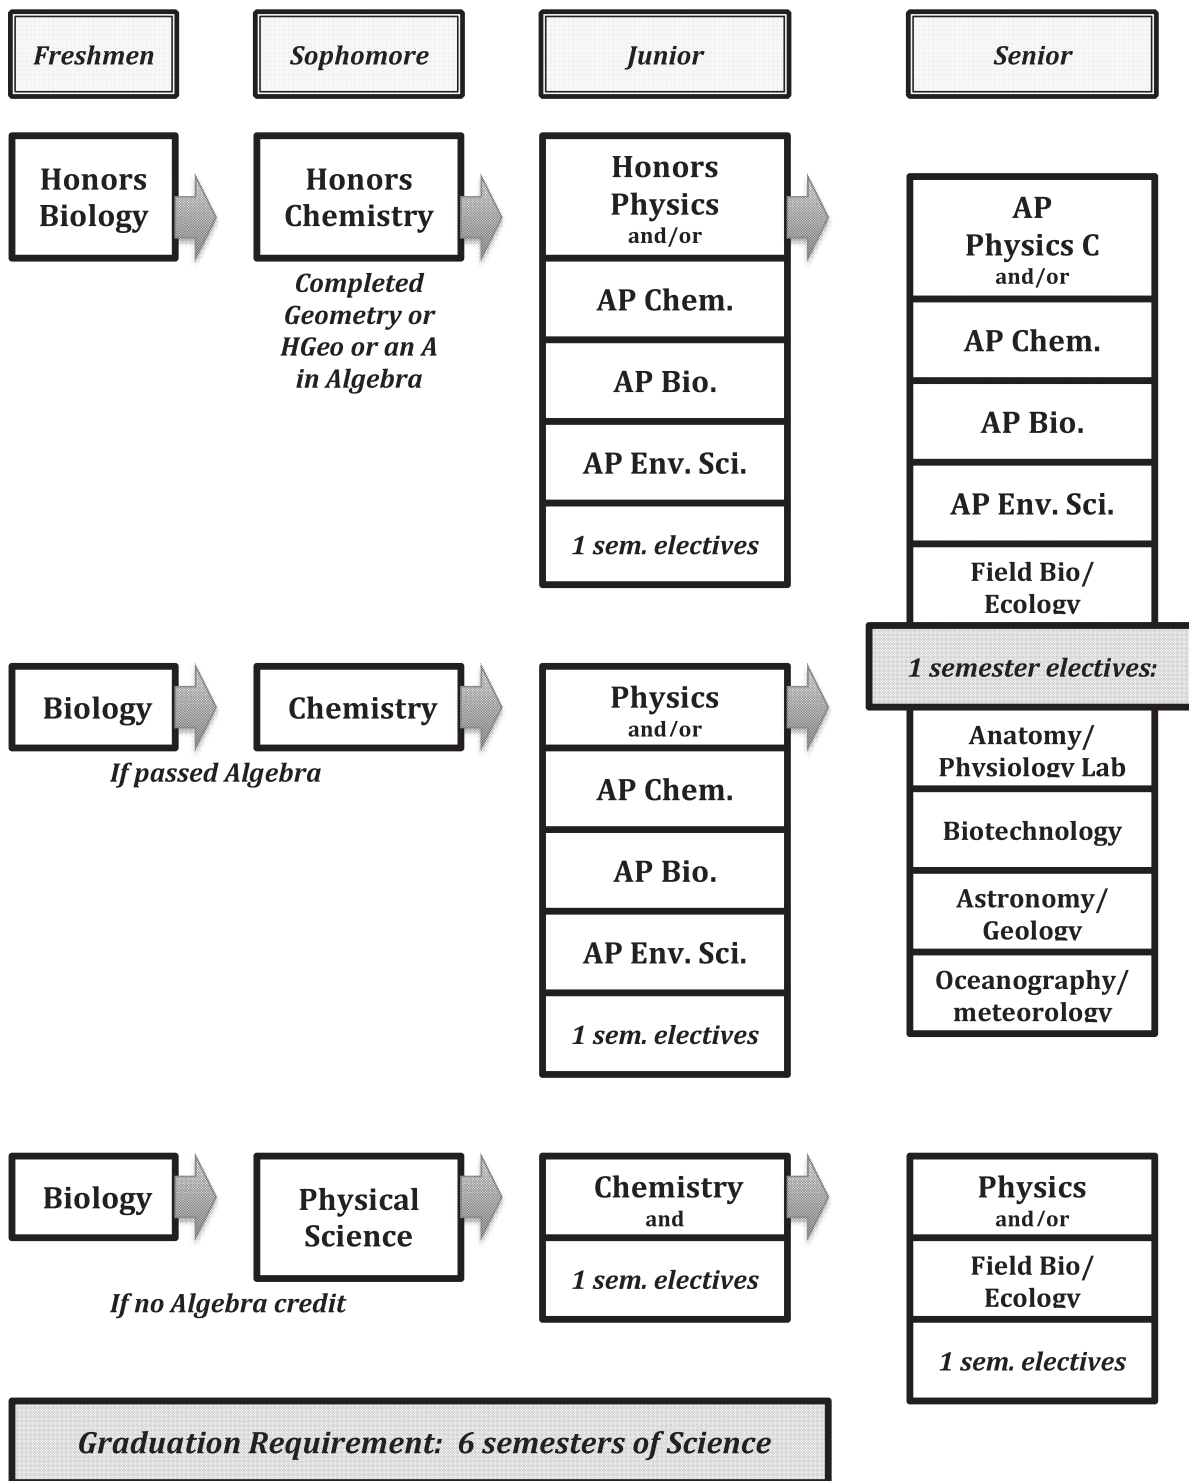 Freshmen
Sophomore
Junior
Senior
Honors
Biology
Honors
Chemistry
Completed
Geometry or
HGeo or an A
in Algebra
Honors
Physics
and/or
AP Chem.
AP Bio.
AP Env. Sci.
1 sem. electives
AP
Physics C
and/or
AP Chem.
AP Bio.
AP Env. Sci.
Field Bio/
Ecology
1 semester electives:
Anatomy/
Physiology Lab
Biotechnology
Astronomy/
Geology
Oceanography/
meteorology
Biology
If passed Algebra
Chemistry
Physics
and/or
AP Chem.
AP Bio.
AP Env. Sci.
1 sem. electives
Biology
If no Algebra credit
Physical
Science
Chemistry
and
1 sem. electives
Physics
and/or
Field Bio/
Ecology
1 sem. electives
Graduation Requirement: 6 semesters of Science